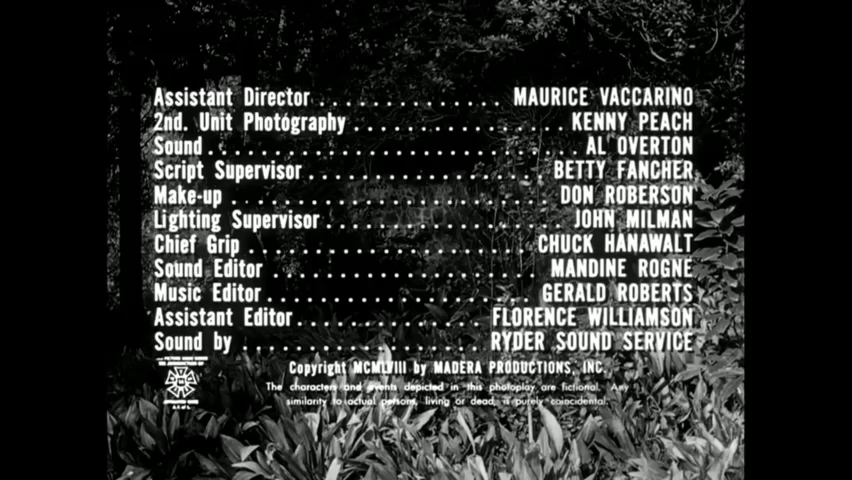 Assistant Director . . . . . . . . . . . . . . . MAURICE VACCARINO
2nd. Unit Photography . . . . . . . . . . . . . . . KENNY PEACH
Sound . . . . . . . . . . . . . . . . . . . . . . . . . AL OVERTON
Script Supervisor . . . . . . . . . . . . . . . . . . BETTY FANCHER
Make-up . . . . . . . . . . . . . . . . . . . . . . . DON ROBERSON
Lighting Supervisor . . . . . . . . . . . . . . . . . . JOHN MILMAN
Chief Grip . . . . . . . . . . . . . . . . . . . . CHUCK HANAWALT
Sound Editor . . . . . . . . . . . . . . . . . . . MANDINE ROGNE
Music Editor . . . . . . . . . . . . . . . . . . . GERALD ROBERTS
Assistant Editor . . . . . . . . . . . . . FLORENCE WILLIAMSON
Sound by . . . . . . . . . . . . . . . . . RYDER SOUND SERVICE
Copyright MCMLVIII by MADERA PRODUCTIONS, INC.
The characters and events depicted in this photoplay are fictional. Any
similarity to actual persons, living or dead, is purely coincidental.